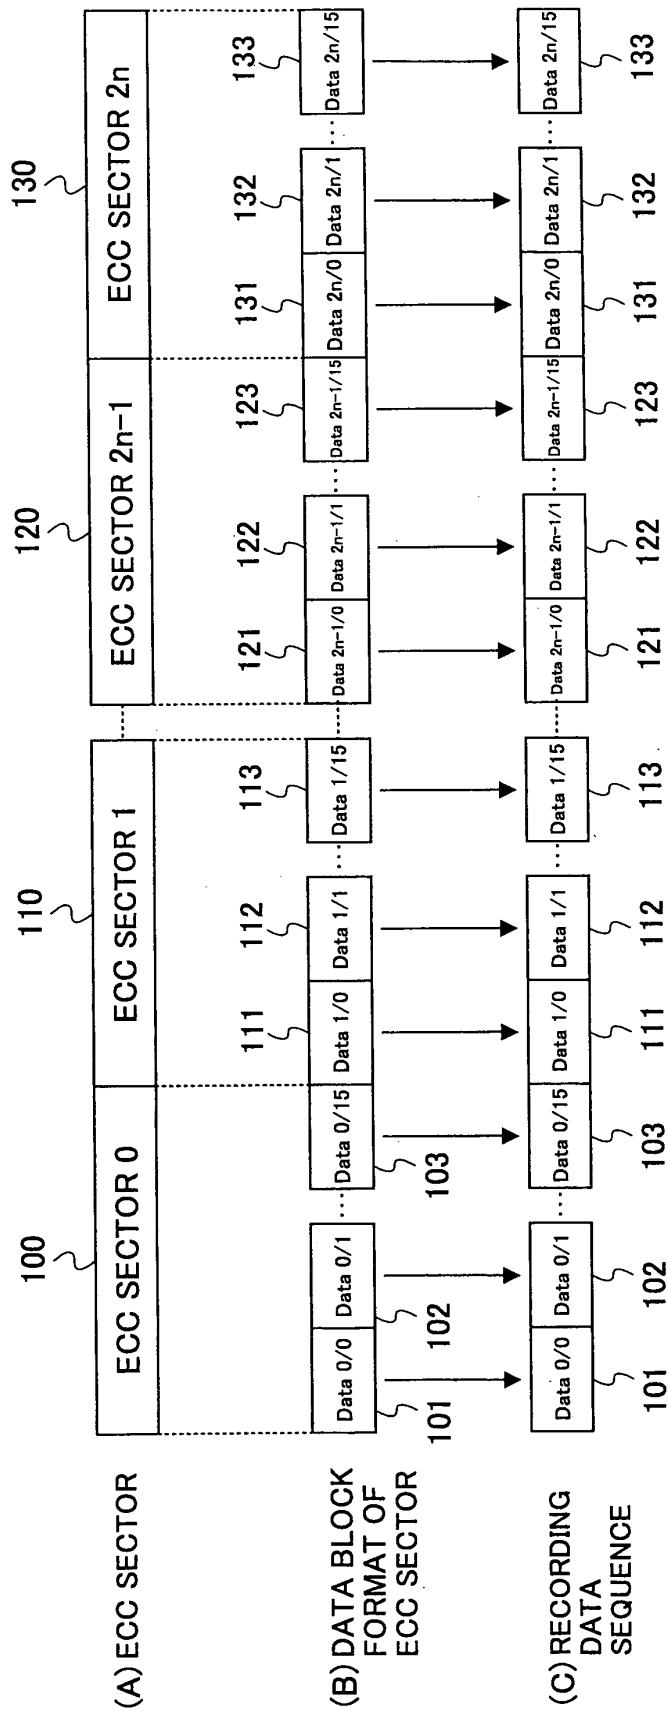 (A) ECC SECTOR
100
110
120
130
ECC SECTOR 0
ECC SECTOR 1
ECC SECTOR 2n-1
ECC SECTOR 2n
(B) DATA BLOCK
FORMAT OF
ECC SECTOR
111
112
113
121
122
123
131
132
133
Data 0/0
Data 0/1
...
Data 0/15
Data 1/0
Data 1/1
...
Data 1/15
Data 2n-1/0
Data 2n-1/1
...
Data 2n-1/15
Data 2n/0
Data 2n/1
...
Data 2n/15
101
102
103
(C) RECORDING
DATA
SEQUENCE
Data 0/0
Data 0/1
...
Data 0/15
Data 1/0
Data 1/1
...
Data 1/15
Data 2n-1/0
Data 2n-1/1
...
Data 2n-1/15
Data 2n/0
Data 2n/1
...
Data 2n/15
101
102
103
111
112
113
121
122
123
131
132
133